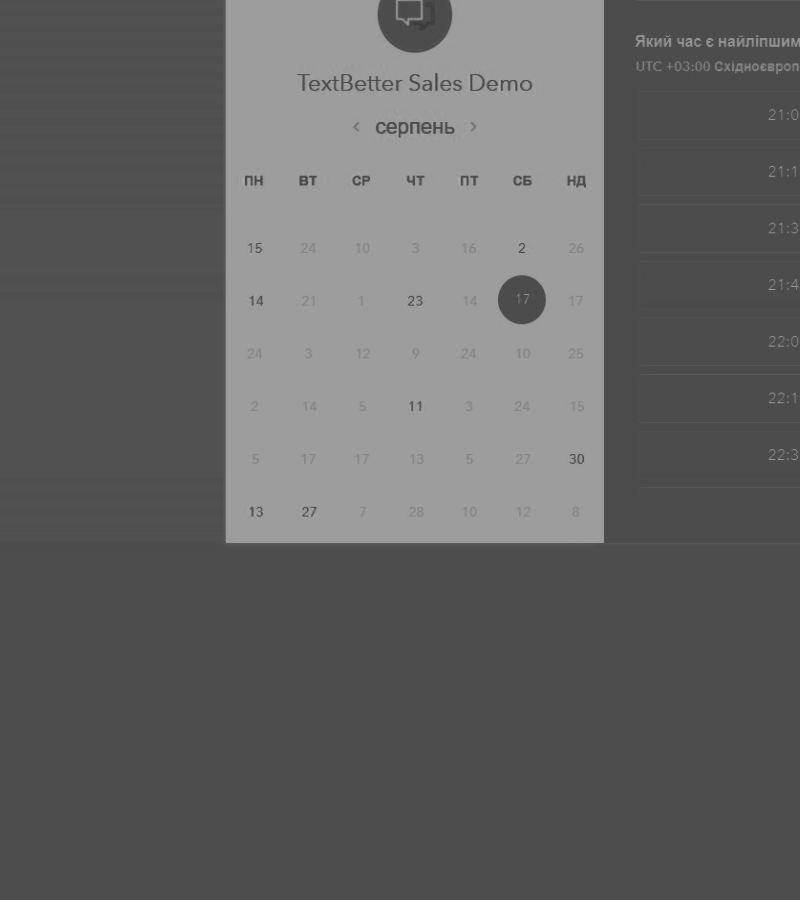 TextBetter Sales Demo
< серпень >
ПН ВТ СР ЧТ ПТ СБ НД
15 24 10 3 16 2 26
14 21 1 23 14 17 17
24 3 12 9 24 10 25
2 14 5 11 3 24 15
5 17 17 13 5 27 30
13 27 7 28 10 12 8
Який час є найліпшим
UTC +03:00 Східноєвроп
21:0
21:1
21:3
21:4
22:0
22:1
22:3